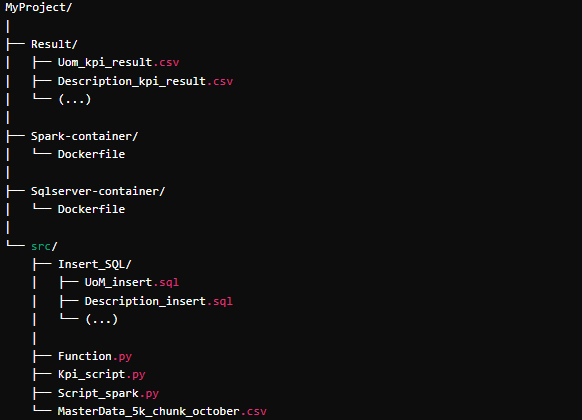 MyProject/
│
├── Result/
│   ├── Uom_kpi_result.csv
│   ├── Description_kpi_result.csv
│   └── (...)
│
├── Spark-container/
│   └── Dockerfile
│
├── Sqlserver-container/
│   └── Dockerfile
│
└── src/
    ├── Insert_SQL/
    │   ├── UoM_insert.sql
    │   ├── Description_insert.sql
    │   └── (...)
    │
    ├── Function.py
    ├── Kpi_script.py
    ├── Script_spark.py
    └── MasterData_5k_chunk_october.csv